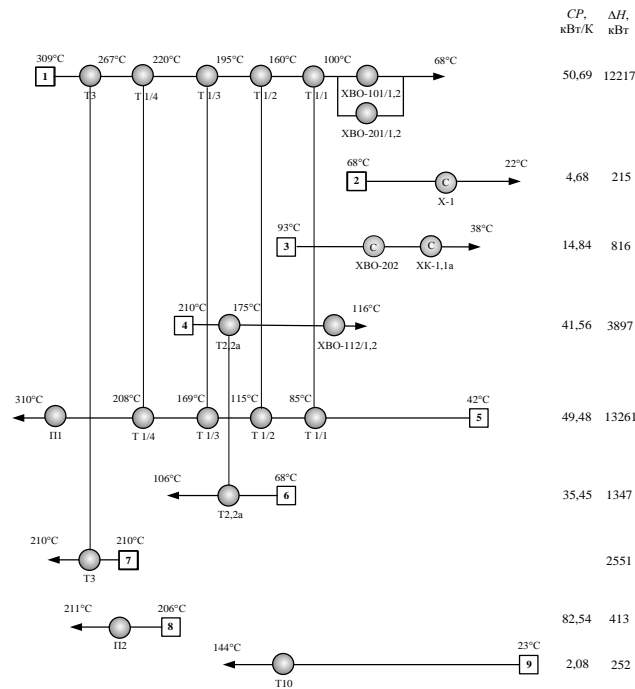 CP, ΔH,
кВт/К кВт
309°C 267°C 220°C 195°C 160°C 100°C 68°C
1 50,69 12217
Т3 Т 1/4 Т 1/3 Т 1/2 Т 1/1 ХВО-101/1,2
ХВО-201/1,2
68°C 22°C
2 C 4,68 215
Х-1
93°C 38°C
3 C C 14,84 816
ХВО-202 ХК-1,1а
210°C 175°C 116°C
4 41,56 3897
Т2,2а ХВО-112/1,2
310°C 208°C 169°C 115°C 85°C 42°C
5 49,48 13261
П1 Т 1/4 Т 1/3 Т 1/2 Т 1/1
106°C 68°C
6 35,45 1347
Т2,2а
210°C 210°C
7 2551
Т3
211°C 206°C
8 82,54 413
П2
144°C 23°C
9 2,08 252
Т10